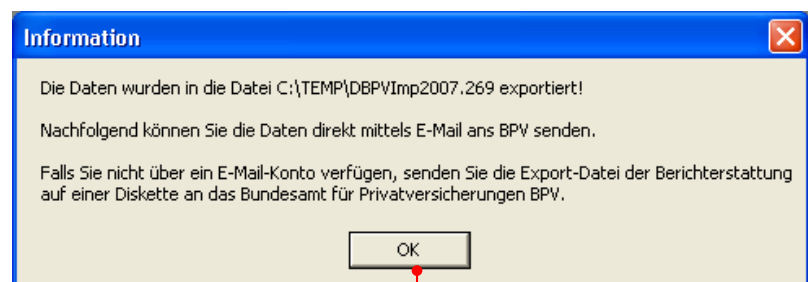 Information
Die Daten wurden in die Datei C:\TEMP\DBPVImp2007.269 exportiert!
Nachfolgend können Sie die Daten direkt mittels E-Mail ans BPV senden.
Falls Sie nicht über ein E-Mail-Konto verfügen, senden Sie die Export-Datei der Berichterstattung
auf einer Diskette an das Bundesamt für Privatversicherungen BPV.
OK